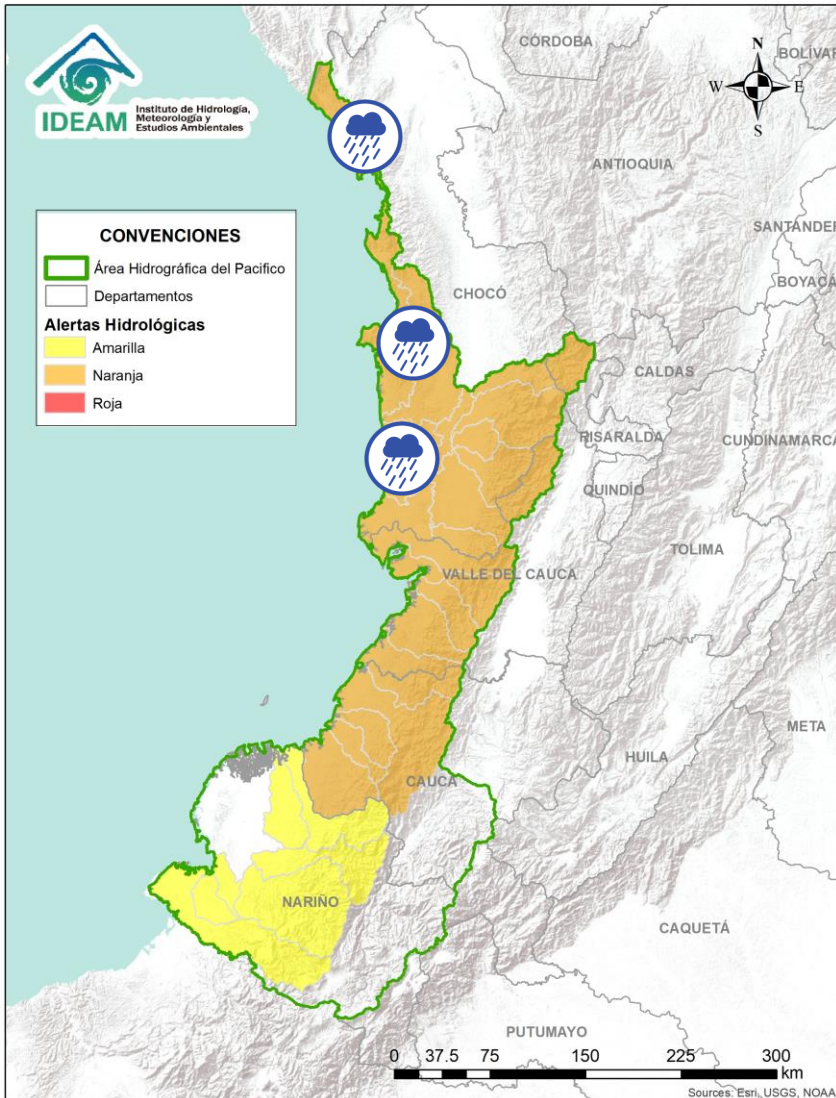 IDEAM
Instituto de Hidrología,
Meteorología y
Estudios Ambientales
CÓRDOBA
BOLÍVAR
N
W
E
S
ANTIOQUIA
SANTANDER
BOYACÁ
CONVENCIONES
Área Hidrográfica del Pacifico
Departamentos
Alertas Hidrológicas
Amarilla
Naranja
Roja
CHOCÓ
CALDAS
RISARALDA
CUNDINAMARCA
QUINDÍO
TOLIMA
VALLE DEL CAUCA
META
HUILA
CAUCA
NARIÑO
CAQUETÁ
PUTUMAYO
0 37.5 75 150 225 300
km
Sources: Esri, USGS, NOAA